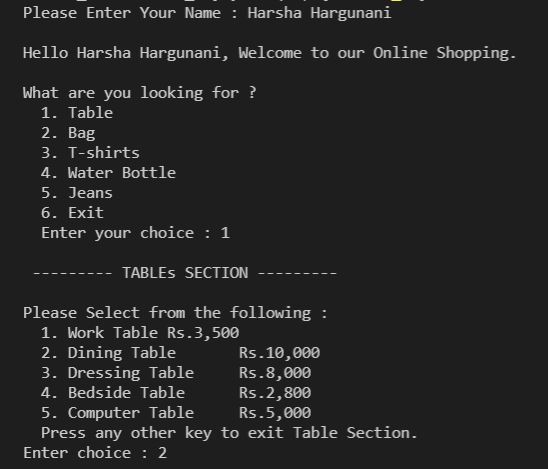 Please Enter Your Name : Harsha Hargunani
Hello Harsha Hargunani, Welcome to our Online Shopping.
What are you looking for ?
1. Table
2. Bag
3. T-shirts
4. Water Bottle
5. Jeans
6. Exit
Enter your choice : 1
--------- TABLEs SECTION ---------
Please Select from the following :
1. Work Table Rs.3,500
2. Dining Table       Rs.10,000
3. Dressing Table     Rs.8,000
4. Bedside Table      Rs.2,800
5. Computer Table     Rs.5,000
Press any other key to exit Table Section.
Enter choice : 2